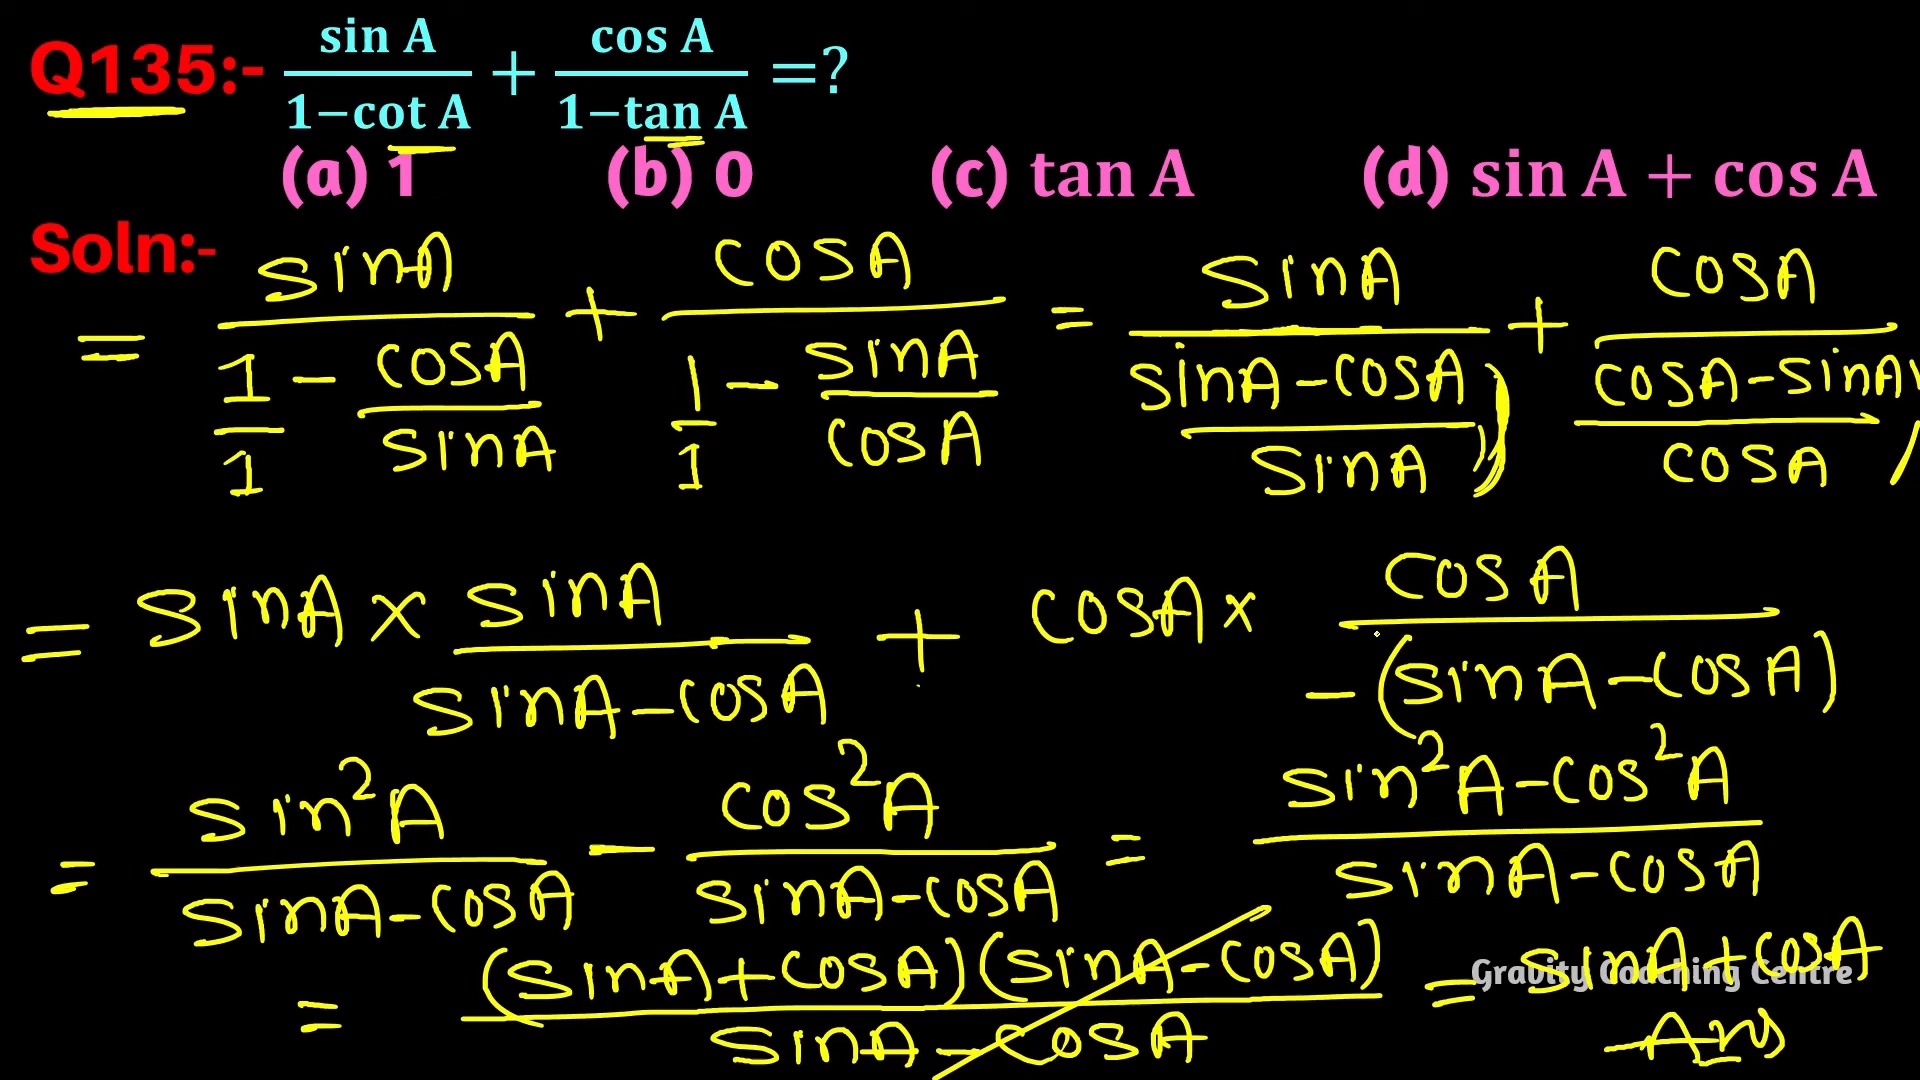 Q135:- sin A/1−cot A + cos A/1−tan A =?
(a) 1 (b) 0 (c) tan A (d) sin A + cos A
Soln:-
= sinA/(1/1 - cosA/sinA) + cosA/(1/1 - sinA/cosA) = sinA/((sinA-cosA)/sinA) + cosA/((cosA-sinA)/cosA)
= sinA × sinA/sinA-cosA + cosA × cosA/-(sinA-cosA)
= sin²A/sinA-cosA - cos²A/sinA-cosA = sin²A-cos²A/sinA-cosA
= (sinA+cosA)(sinA-cosA)/sinA-cosA = sinA+cosA
Ans
Gravity Coaching Centre